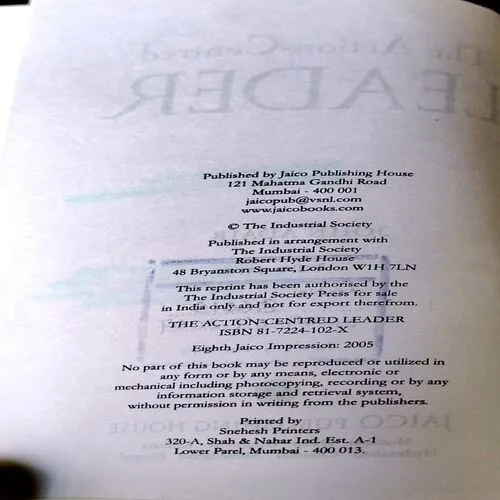 The Action-Centred
LEADER
Published by Jaico Publishing House
121 Mahatma Gandhi Road
Mumbai - 400 001
jaicopub@vsnl.com
www.jaicobooks.com
© The Industrial Society
Published in arrangement with
The Industrial Society
Robert Hyde House
48 Bryanston Square, London W1H 7LN
This reprint has been authorised by the
The Industrial Society Press for sale
in India only and not for export therefrom.
THE ACTION-CENTRED LEADER
ISBN 81-7224-102-X
Eighth Jaico Impression: 2005
No part of this book may be reproduced or utilized in
any form or by any means, electronic or
mechanical including photocopying, recording or by any
information storage and retrieval system,
without permission in writing from the publishers.
Printed by
Snehesh Printers
320-A, Shah & Nahar Ind. Est. A-1
Lower Parel, Mumbai - 400 013.